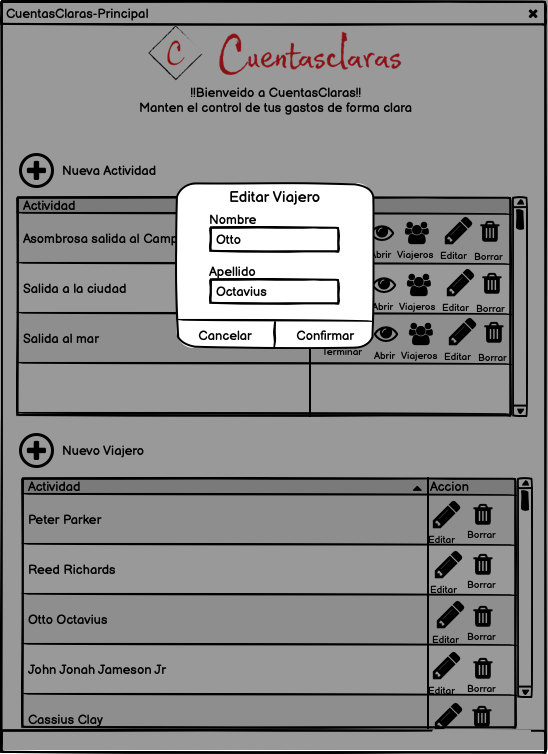 CuentasClaras-Principal
C Cuentasclaras
!!Bienveido a CuentasClaras!!
Manten el control de tus gastos de forma clara
Nueva Actividad
Actividad
Asombrosa salida al Camp
Abrir Viajeros Editar Borrar
Salida a la ciudad
Abrir Viajeros Editar Borrar
Salida al mar
Terminar Abrir Viajeros Editar Borrar
Editar Viajero
Nombre
Otto
Apellido
Octavius
Cancelar Confirmar
Nuevo Viajero
Actividad Accion
Peter Parker Editar Borrar
Reed Richards Editar Borrar
Otto Octavius Editar Borrar
John Jonah Jameson Jr Editar Borrar
Cassius Clay